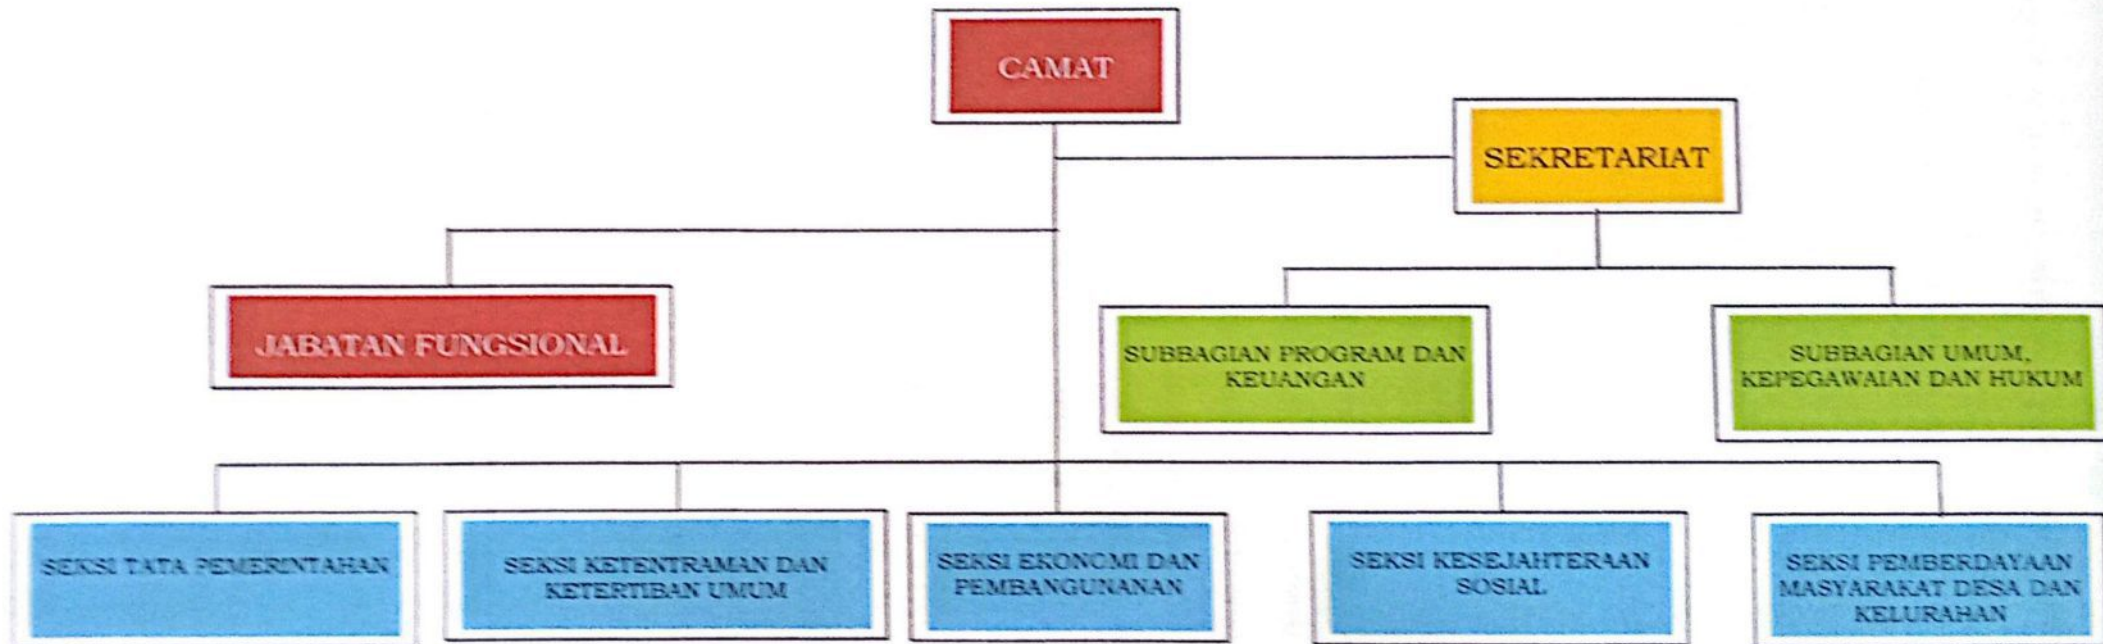 CAMAT
SEKRETARIAT
JABATAN FUNGSIONAL
SUBBAGIAN PROGRAM DAN
KEUANGAN
SUBBAGIAN UMUM,
KEPEGAWAIAN DAN HUKUM
SEKSI TATA PEMERINTAHAN
SEKSI KETENTRAMAN DAN
KETERTIBAN UMUM
SEKSI EKONOMI DAN
PEMBANGUNANAN
SEKSI KESEJAHTERAAN
SOSIAL
SEKSI PEMBERDAYAAN
MASYARAKAT DESA DAN
KELURAHAN